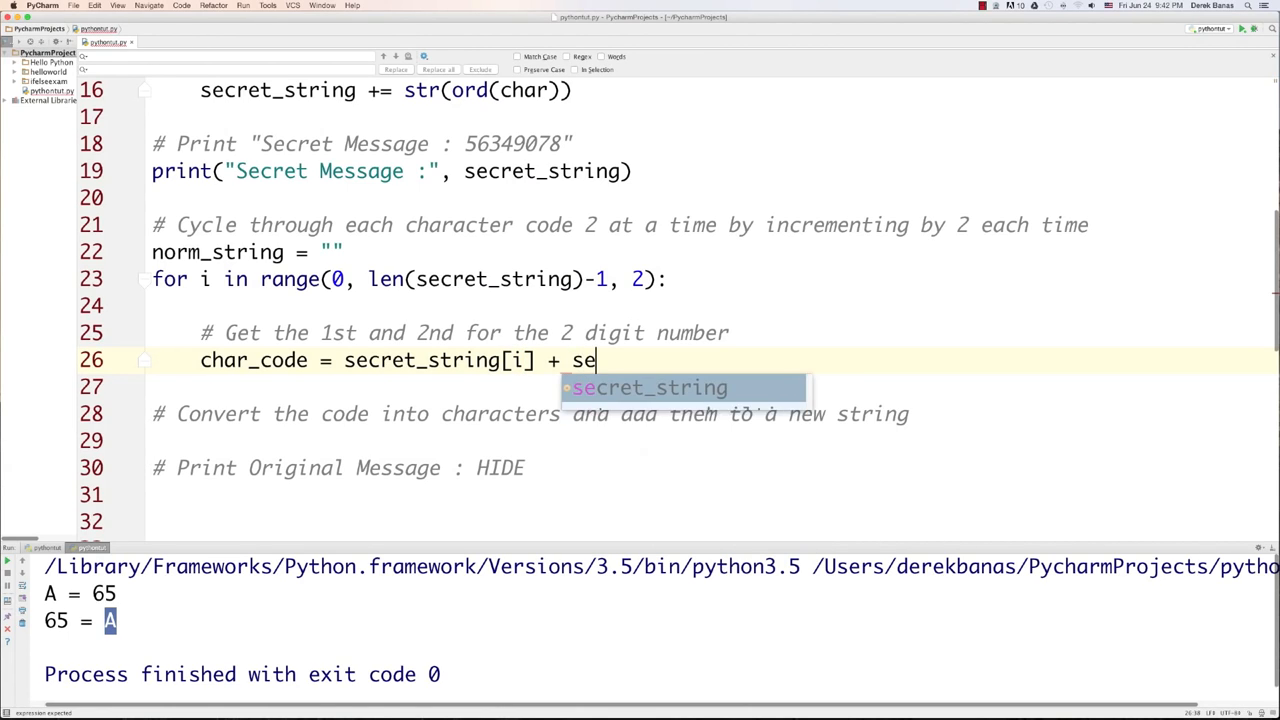 PyCharm File Edit View Navigate Code Refactor Run Tools VCS Window Help
10 Fri Jun 24 9:42 PM Derek Banas
pythontut.py - PycharmProjects - [~/PycharmProjects]
PycharmProjects pythontut.py pythontut
pythontut.py ×
PycharmProject
Hello Python
helloworld
ifelseexam
pythontut.py
External Librarie
Match Case Regex Words
Replace Replace all Exclude Preserve Case In Selection
16 secret_string += str(ord(char))
17
18 # Print "Secret Message : 56349078"
19 print("Secret Message :", secret_string)
20
21 # Cycle through each character code 2 at a time by incrementing by 2 each time
22 norm_string = ""
23 for i in range(0, len(secret_string)-1, 2):
24
25 # Get the 1st and 2nd for the 2 digit number
26 char_code = secret_string[i] + se
secret_string
27
28 # Convert the code into characters and add them to a new string
29
30 # Print Original Message : HIDE
31
32
Run: pythontut pythontut
/Library/Frameworks/Python.framework/Versions/3.5/bin/python3.5 /Users/derekbanas/PycharmProjects/pytho
A = 65
65 = A
Process finished with exit code 0
expression expected
26:38 LF÷ UTF-8÷